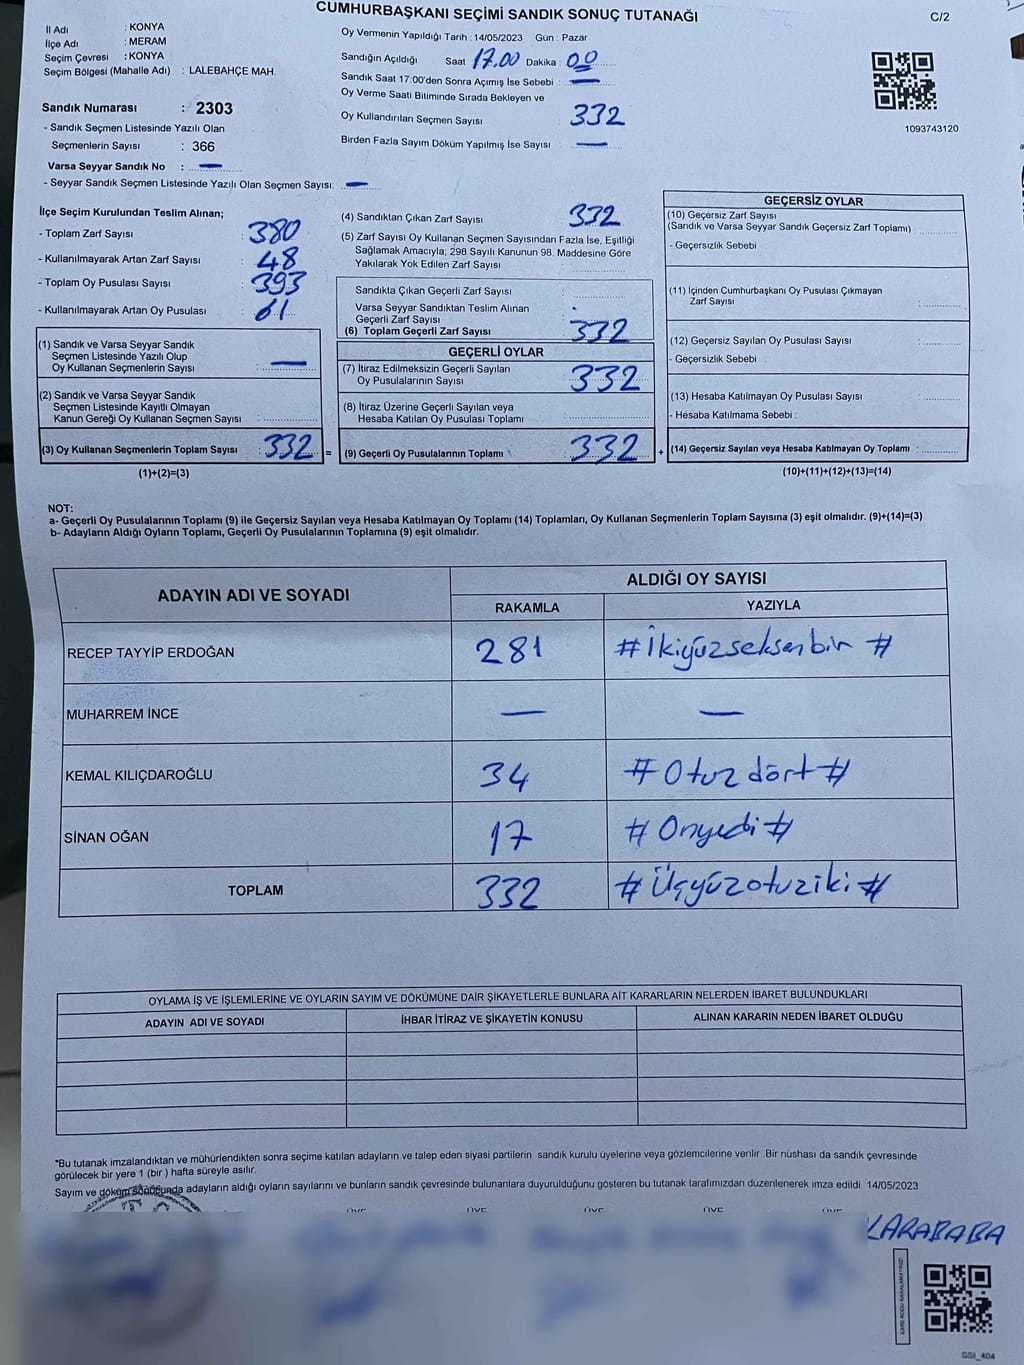 CUMHURBAŞKANI SEÇİMİ SANDIK SONUÇ TUTANAĞI
C/2
İl Adı : KONYA
İlçe Adı : MERAM
Seçim Çevresi : KONYA
Seçim Bölgesi (Mahalle Adı) : LALEBAHÇE MAH.
Sandık Numarası : 2303
- Sandık Seçmen Listesinde Yazılı Olan
Seçmenlerin Sayısı : 366
Varsa Seyyar Sandık No : —
- Seyyar Sandık Seçmen Listesinde Yazılı Olan Seçmen Sayısı: —
Oy Vermenin Yapıldığı Tarih : 14/05/2023 Gün : Pazar
Sandığın Açıldığı Saat 17.00 Dakika : 00
Sandık Saat 17:00'den Sonra Açımış İse Sebebi : —
Oy Verme Saati Bitiminde Sırada Bekleyen ve
Oy Kullandırılan Seçmen Sayısı 332
Birden Fazla Sayım Döküm Yapılmış İse Sayısı —
1093743120
İlçe Seçim Kurulundan Teslim Alınan;
- Toplam Zarf Sayısı : 380
- Kullanılmayarak Artan Zarf Sayısı : 48
- Toplam Oy Pusulası Sayısı : 393
- Kullanılmayarak Artan Oy Pusulası : 61
(1) Sandık ve Varsa Seyyar Sandık
Seçmen Listesinde Yazılı Olup
Oy Kullanan Seçmenlerin Sayısı : —
(2) Sandık ve Varsa Seyyar Sandık
Seçmen Listesinde Kayıtlı Olmayan
Kanun Gereği Oy Kullanan Seçmen Sayısı :
(3) Oy Kullanan Seçmenlerin Toplam Sayısı : 332 =
(1)+(2)=(3)
(4) Sandıktan Çıkan Zarf Sayısı 332
(5) Zarf Sayısı Oy Kullanan Seçmen Sayısından Fazla İse, Eşitliği
Sağlamak Amacıyla; 298 Sayılı Kanunun 98. Maddesine Göre
Yakılarak Yok Edilen Zarf Sayısı :
Sandıkta Çıkan Geçerli Zarf Sayısı
Varsa Seyyar Sandıktan Teslim Alınan
Geçerli Zarf Sayısı
(6) Toplam Geçerli Zarf Sayısı 332
GEÇERLİ OYLAR
(7) İtiraz Edilmeksizin Geçerli Sayılan
Oy Pusulalarının Sayısı 332
(8) İtiraz Üzerine Geçerli Sayılan veya
Hesaba Katılan Oy Pusulası Toplamı
(9) Geçerli Oy Pusulalarının Toplamı 332 +
GEÇERSİZ OYLAR
(10) Geçersiz Zarf Sayısı
(Sandık ve Varsa Seyyar Sandık Geçersiz Zarf Toplamı)
- Geçersizlik Sebebi :
(11) İçinden Cumhurbaşkanı Oy Pusulası Çıkmayan
Zarf Sayısı :
(12) Geçersiz Sayılan Oy Pusulası Sayısı :
- Geçersizlik Sebebi :
(13) Hesaba Katılmayan Oy Pusulası Sayısı :
- Hesaba Katılmama Sebebi :
(14) Geçersiz Sayılan veya Hesaba Katılmayan Oy Toplamı :
(10)+(11)+(12)+(13)=(14)
NOT:
a- Geçerli Oy Pusulalarının Toplamı (9) ile Geçersiz Sayılan veya Hesaba Katılmayan Oy Toplamı (14) Toplamları, Oy Kullanan Seçmenlerin Toplam Sayısına (3) eşit olmalıdır. (9)+(14)=(3)
b- Adayların Aldığı Oyların Toplamı, Geçerli Oy Pusulalarının Toplamına (9) eşit olmalıdır.
ADAYIN ADI VE SOYADI
ALDIĞI OY SAYISI
RAKAMLA YAZIYLA
RECEP TAYYİP ERDOĞAN 281 # İkiyüzseksenbir #
MUHARREM İNCE — —
KEMAL KILIÇDAROĞLU 34 # Otuz dört #
SİNAN OĞAN 17 # Onyedi #
TOPLAM 332 # Üçyüzotuziki #
OYLAMA İŞ VE İŞLEMLERİNE VE OYLARIN SAYIM VE DÖKÜMÜNE DAİR ŞİKAYETLERLE BUNLARA AİT KARARLARIN NELERDEN İBARET BULUNDUKLARI
ADAYIN ADI VE SOYADI İHBAR İTİRAZ VE ŞİKAYETİN KONUSU ALINAN KARARIN NEDEN İBARET OLDUĞU
*Bu tutanak imzalandıktan ve mühürlendikten sonra seçime katılan adayların ve talep eden siyasi partilerin sandık kurulu üyelerine veya gözlemcilerine verilir .Bir nüshası da sandık çevresinde
görülecek bir yere 1 (bir ) hafta süreyle asılır.
Sayım ve döküm sonucunda adayların aldığı oyların sayılarını ve bunların sandık çevresinde bulunanlara duyurulduğunu gösteren bu tutanak tarafımızdan düzenlenerek imza edildi. 14/05/2023
ÜYE ÜYE ÜYE ÜYE ÜYE
KARABABA
KARE KODU KARALAMAYINIZ!
SSI_404